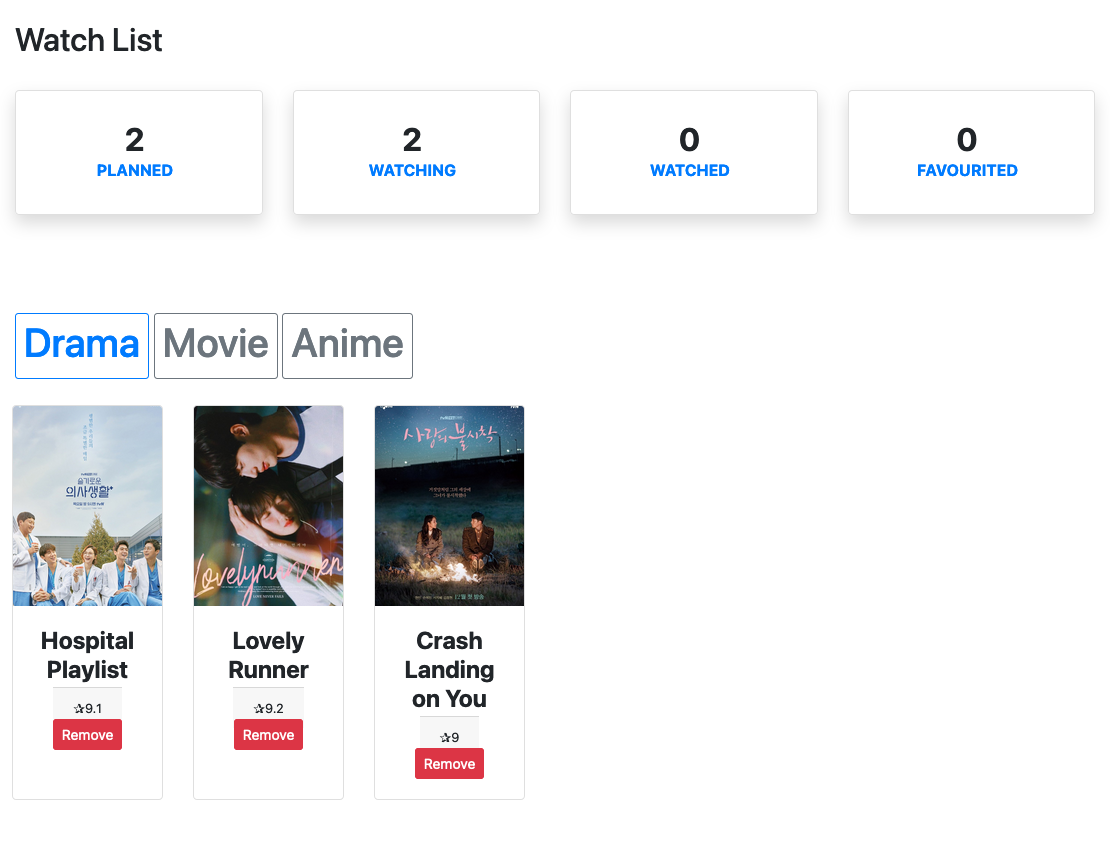 Watch List
2
PLANNED
2
WATCHING
0
WATCHED
0
FAVOURITED
Drama
Movie
Anime
슬기로운
의사생활
Lovelyrunner
사랑의 불시착
Hospital
Playlist
✰9.1
Remove
Lovely
Runner
✰9.2
Remove
Crash
Landing
on You
✰9
Remove